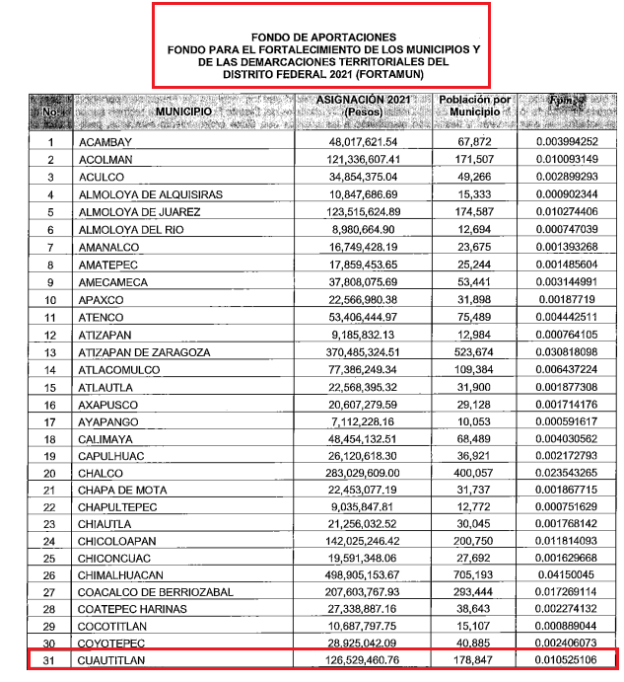 FONDO DE APORTACIONES
FONDO PARA EL FORTALECIMIENTO DE LOS MUNICIPIOS Y
DE LAS DEMARCACIONES TERRITORIALES DEL
DISTRITO FEDERAL 2021 (FORTAMUN)
No. MUNICIPIO ASIGNACIÓN 2021 (Pesos) Población por Municipio
1 ACAMBAY 48,017,621.54 67,872 0.003994252
2 ACOLMAN 121,336,607.41 171,507 0.010093149
3 ACULCO 34,854,375.04 49,266 0.002899293
4 ALMOLOYA DE ALQUISIRAS 10,847,686.69 15,333 0.000902344
5 ALMOLOYA DE JUAREZ 123,515,624.89 174,587 0.010274406
6 ALMOLOYA DEL RIO 8,980,664.90 12,694 0.000747039
7 AMANALCO 16,749,428.19 23,675 0.001393268
8 AMATEPEC 17,859,453.65 25,244 0.001485604
9 AMECAMECA 37,808,075.69 53,441 0.003144991
10 APAXCO 22,566,980.38 31,898 0.00187719
11 ATENCO 53,406,444.97 75,489 0.004442511
12 ATIZAPAN 9,185,832.13 12,984 0.000764105
13 ATIZAPAN DE ZARAGOZA 370,485,324.51 523,674 0.030818098
14 ATLACOMULCO 77,386,249.34 109,384 0.006437224
15 ATLAUTLA 22,568,395.32 31,900 0.001877308
16 AXAPUSCO 20,607,279.59 29,128 0.001714176
17 AYAPANGO 7,112,228.16 10,053 0.000591617
18 CALIMAYA 48,454,132.51 68,489 0.004030562
19 CAPULHUAC 26,120,618.30 36,921 0.002172793
20 CHALCO 283,029,609.00 400,057 0.023543265
21 CHAPA DE MOTA 22,453,077.19 31,737 0.001867715
22 CHAPULTEPEC 9,035,847.81 12,772 0.000751629
23 CHIAUTLA 21,256,032.52 30,045 0.001768142
24 CHICOLOAPAN 142,025,246.42 200,750 0.011814093
25 CHICONCUAC 19,591,348.06 27,692 0.001629668
26 CHIMALHUACAN 498,905,153.67 705,193 0.04150045
27 COACALCO DE BERRIOZABAL 207,603,767.93 293,444 0.017269114
28 COATEPEC HARINAS 27,338,887.16 38,643 0.002274132
29 COCOTITLAN 10,687,797.75 15,107 0.000889044
30 COYOTEPEC 28,925,042.09 40,885 0.002406073
31 CUAUTITLAN 126,529,460.76 178,847 0.010525106